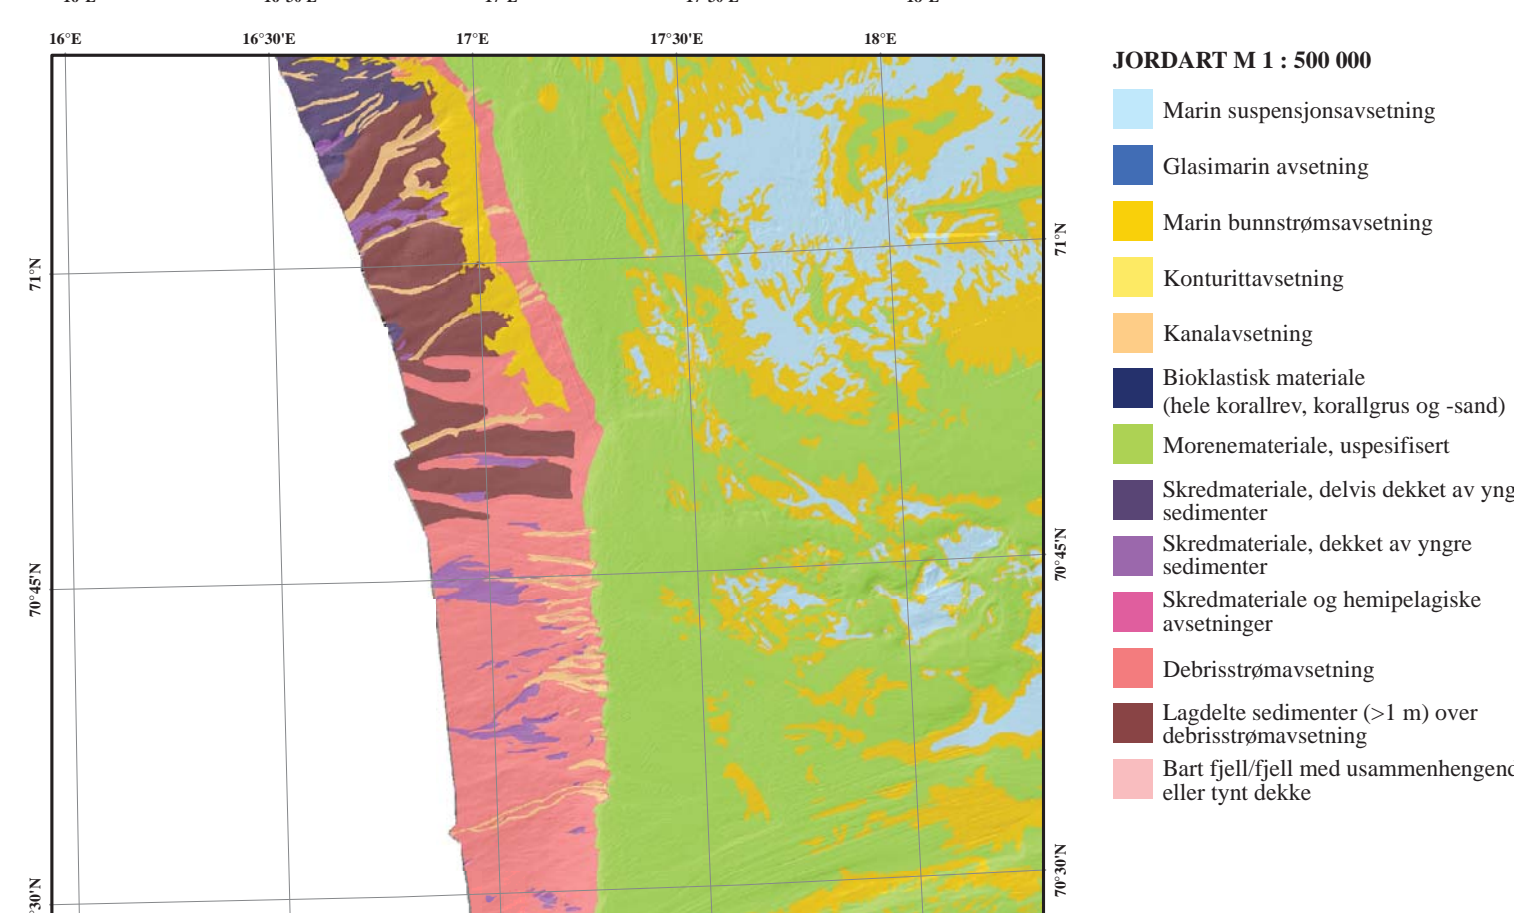 16°E 16°30'E 17°E 17°30'E 18°E
JORDART M 1 : 500 000
Marin suspensjonsavsetning
Glasimarin avsetning
Marin bunnstrømsavsetning
Konturittavsetning
Kanalavsetning
Bioklastisk materiale
(hele korallrev, korallgrus og -sand)
Morenemateriale, uspesifisert
Skredmateriale, delvis dekket av yng
sedimenter
Skredmateriale, dekket av yngre
sedimenter
Skredmateriale og hemipelagiske
avsetninger
Debrisstrømavsetning
Lagdelte sedimenter (>1 m) over
debrisstrømavsetning
Bart fjell/fjell med usammenhengend
eller tynt dekke
71°N
70°45'N
30'N
71°N
70°45'N
70°30'N